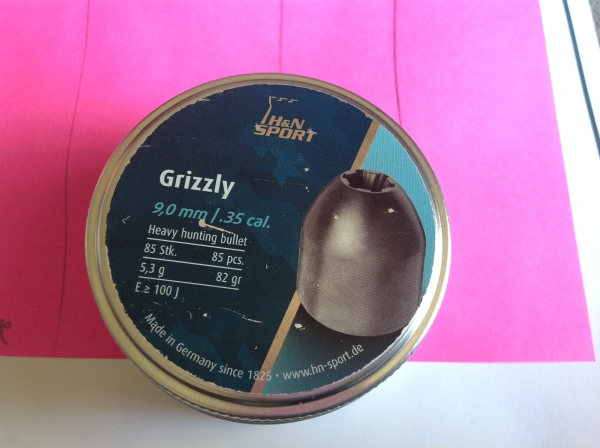 H&N
SPORT
Grizzly
9,0 mm / .35 cal.
Heavy hunting bullet
85 Stk. 85 pcs.
5,3 g 82 gr
E ≥ 100 J
Made in Germany since 1825 • www.hn-sport.de